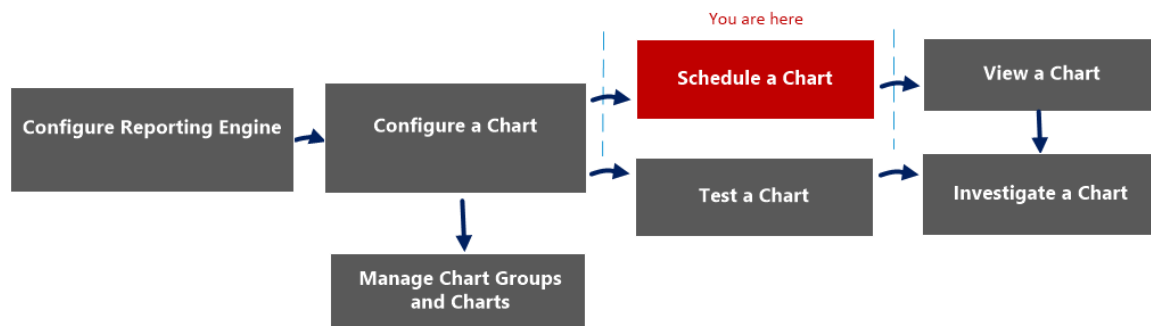 You are here
Schedule a Chart
View a Chart
Configure Reporting Engine
Configure a Chart
Test a Chart
Investigate a Chart
Manage Chart Groups
and Charts